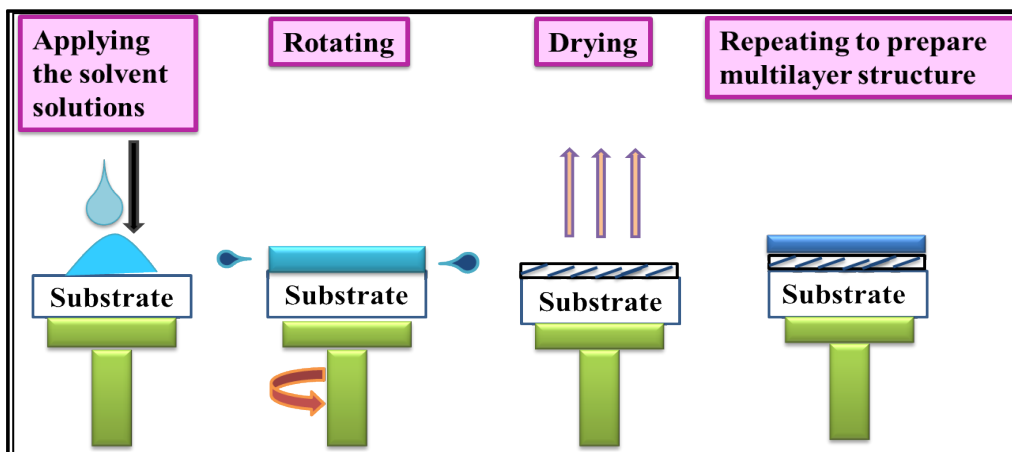 Applying
the solvent
solutions
Rotating
Drying
Repeating to prepare
multilayer structure
Substrate
Substrate
Substrate
Substrate